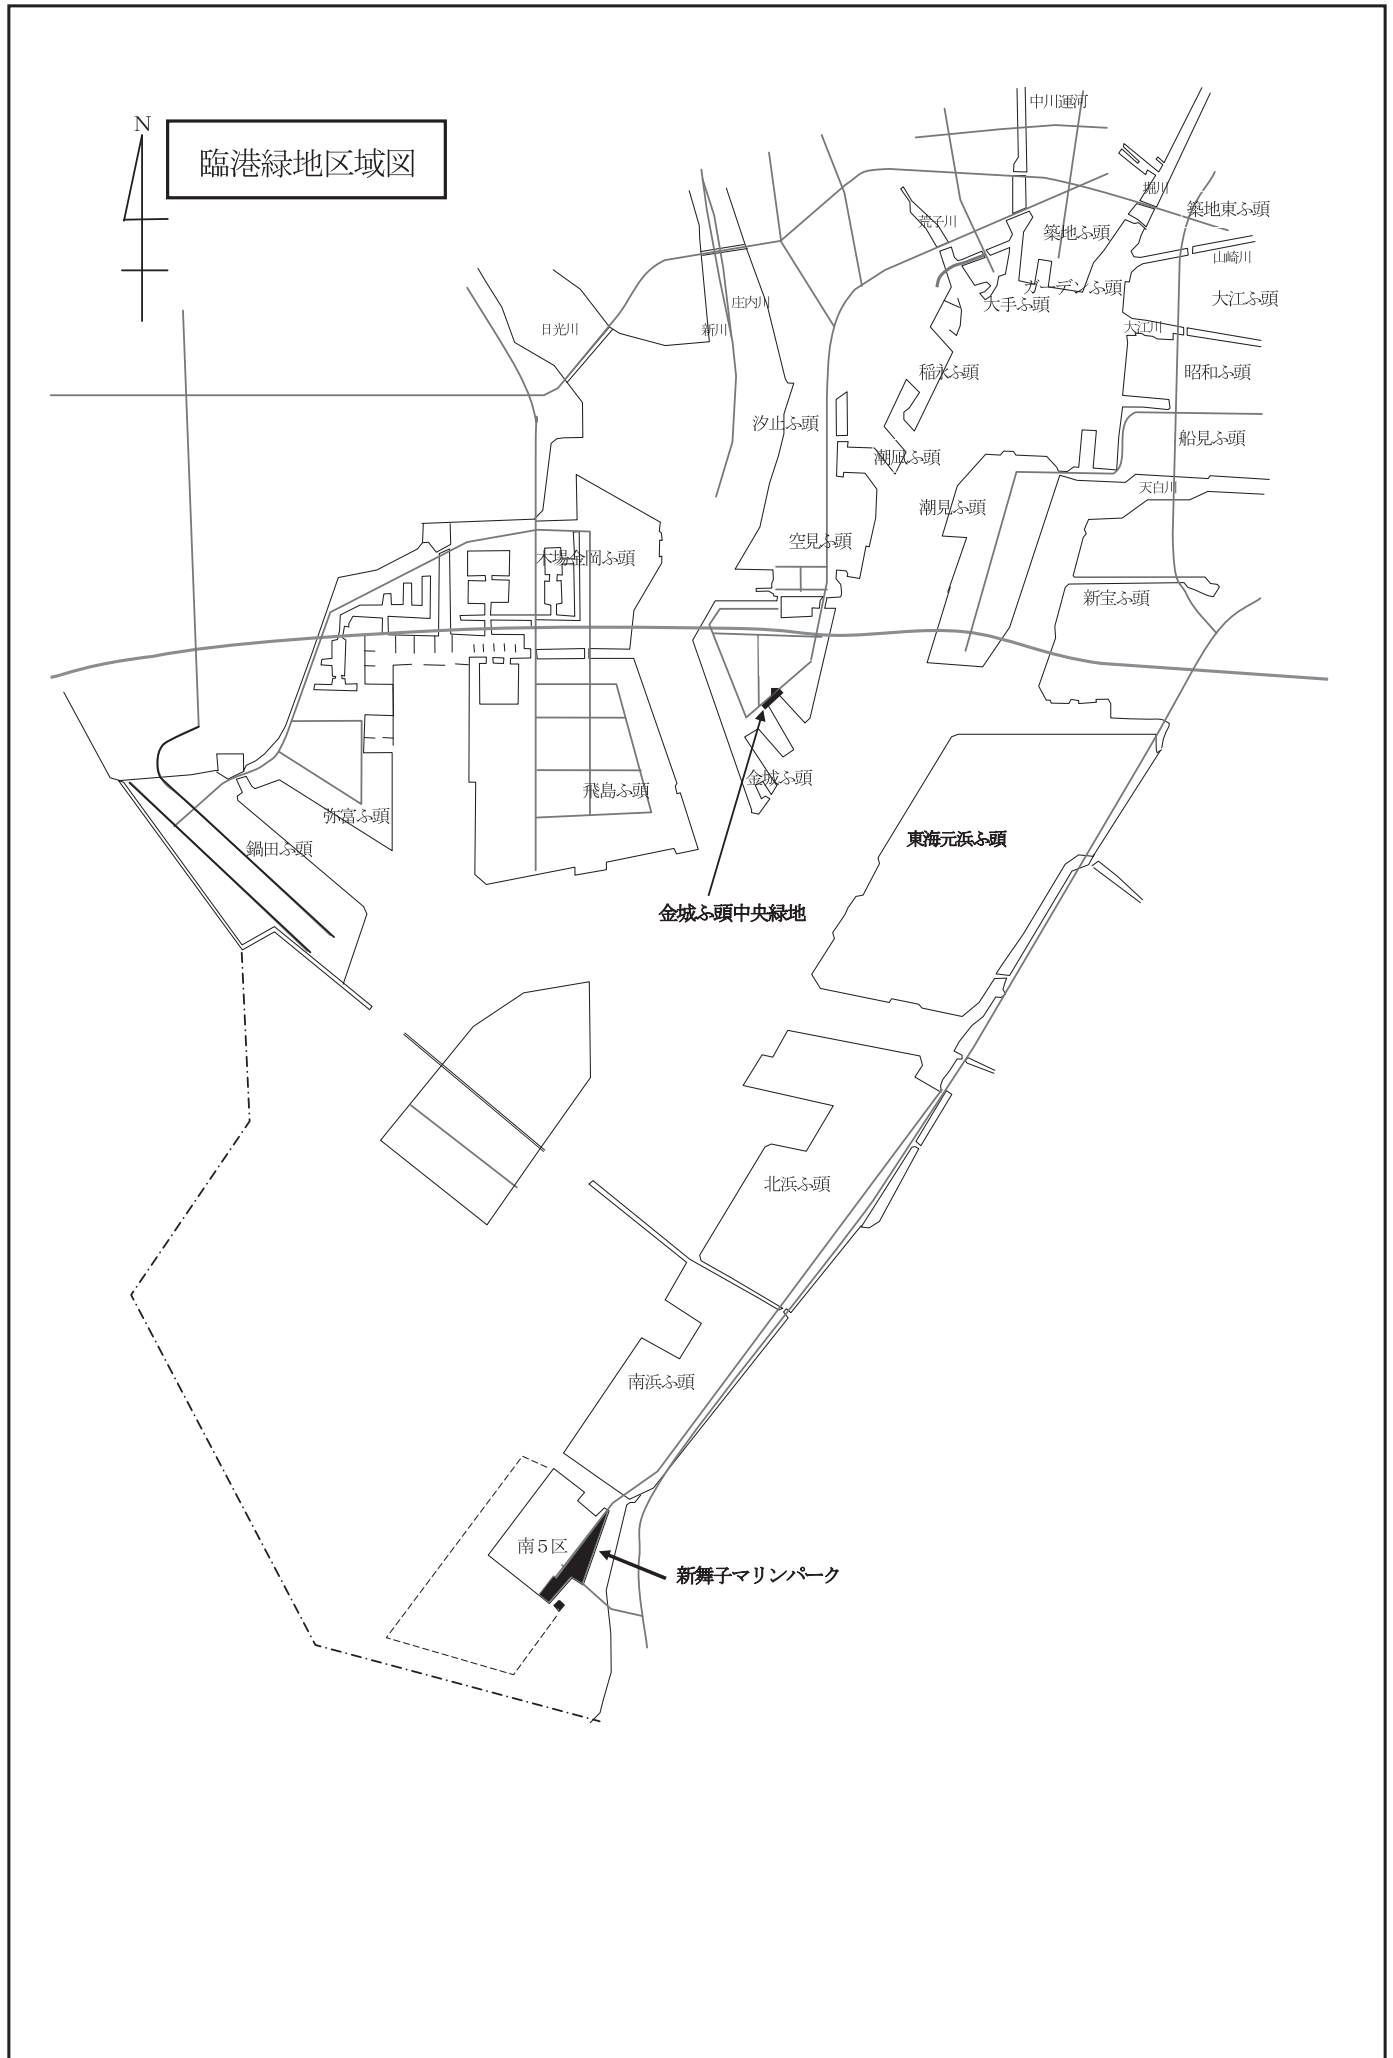 N
臨港緑地区域図
中川運河
堀川
築地東ふ頭
荒子川
築地ふ頭
山崎川
ガーデンふ頭
大江ふ頭
大手ふ頭
庄内川
新川
日光川
大江川
稲永ふ頭
昭和ふ頭
汐止ふ頭
船見ふ頭
潮凪ふ頭
天白川
潮見ふ頭
空見ふ頭
木場金岡ふ頭
新宝ふ頭
金城ふ頭
飛島ふ頭
弥富ふ頭
鍋田ふ頭
東海元浜ふ頭
金城ふ頭中央緑地
北浜ふ頭
南浜ふ頭
南5区
新舞子マリンパーク